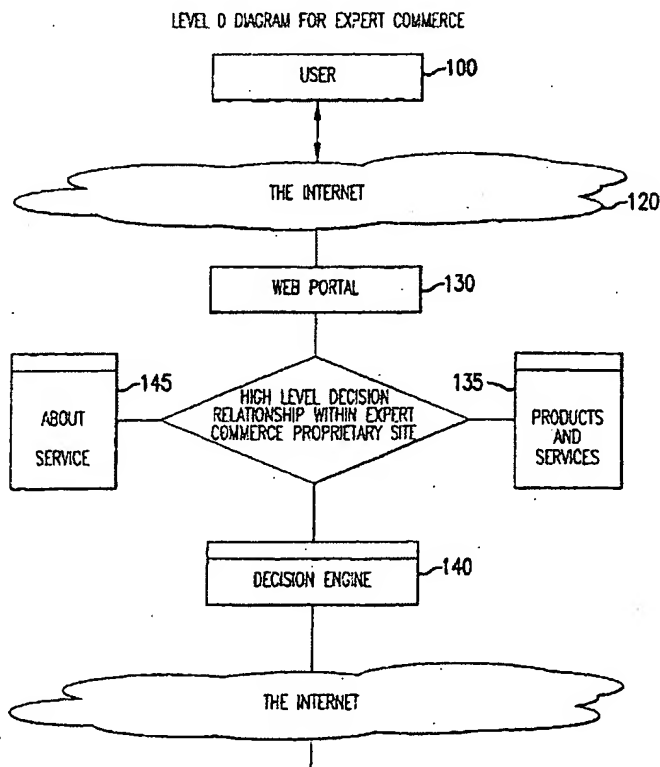 LEVEL 0 DIAGRAM FOR EXPERT COMMERCE
USER
100
THE INTERNET
120
WEB PORTAL
130
145
ABOUT
SERVICE
HIGH LEVEL DECISION
RELATIONSHIP WITHIN EXPERT
COMMERCE PROPRIETARY SITE
135
PRODUCTS
AND
SERVICES
DECISION ENGINE
140
THE INTERNET